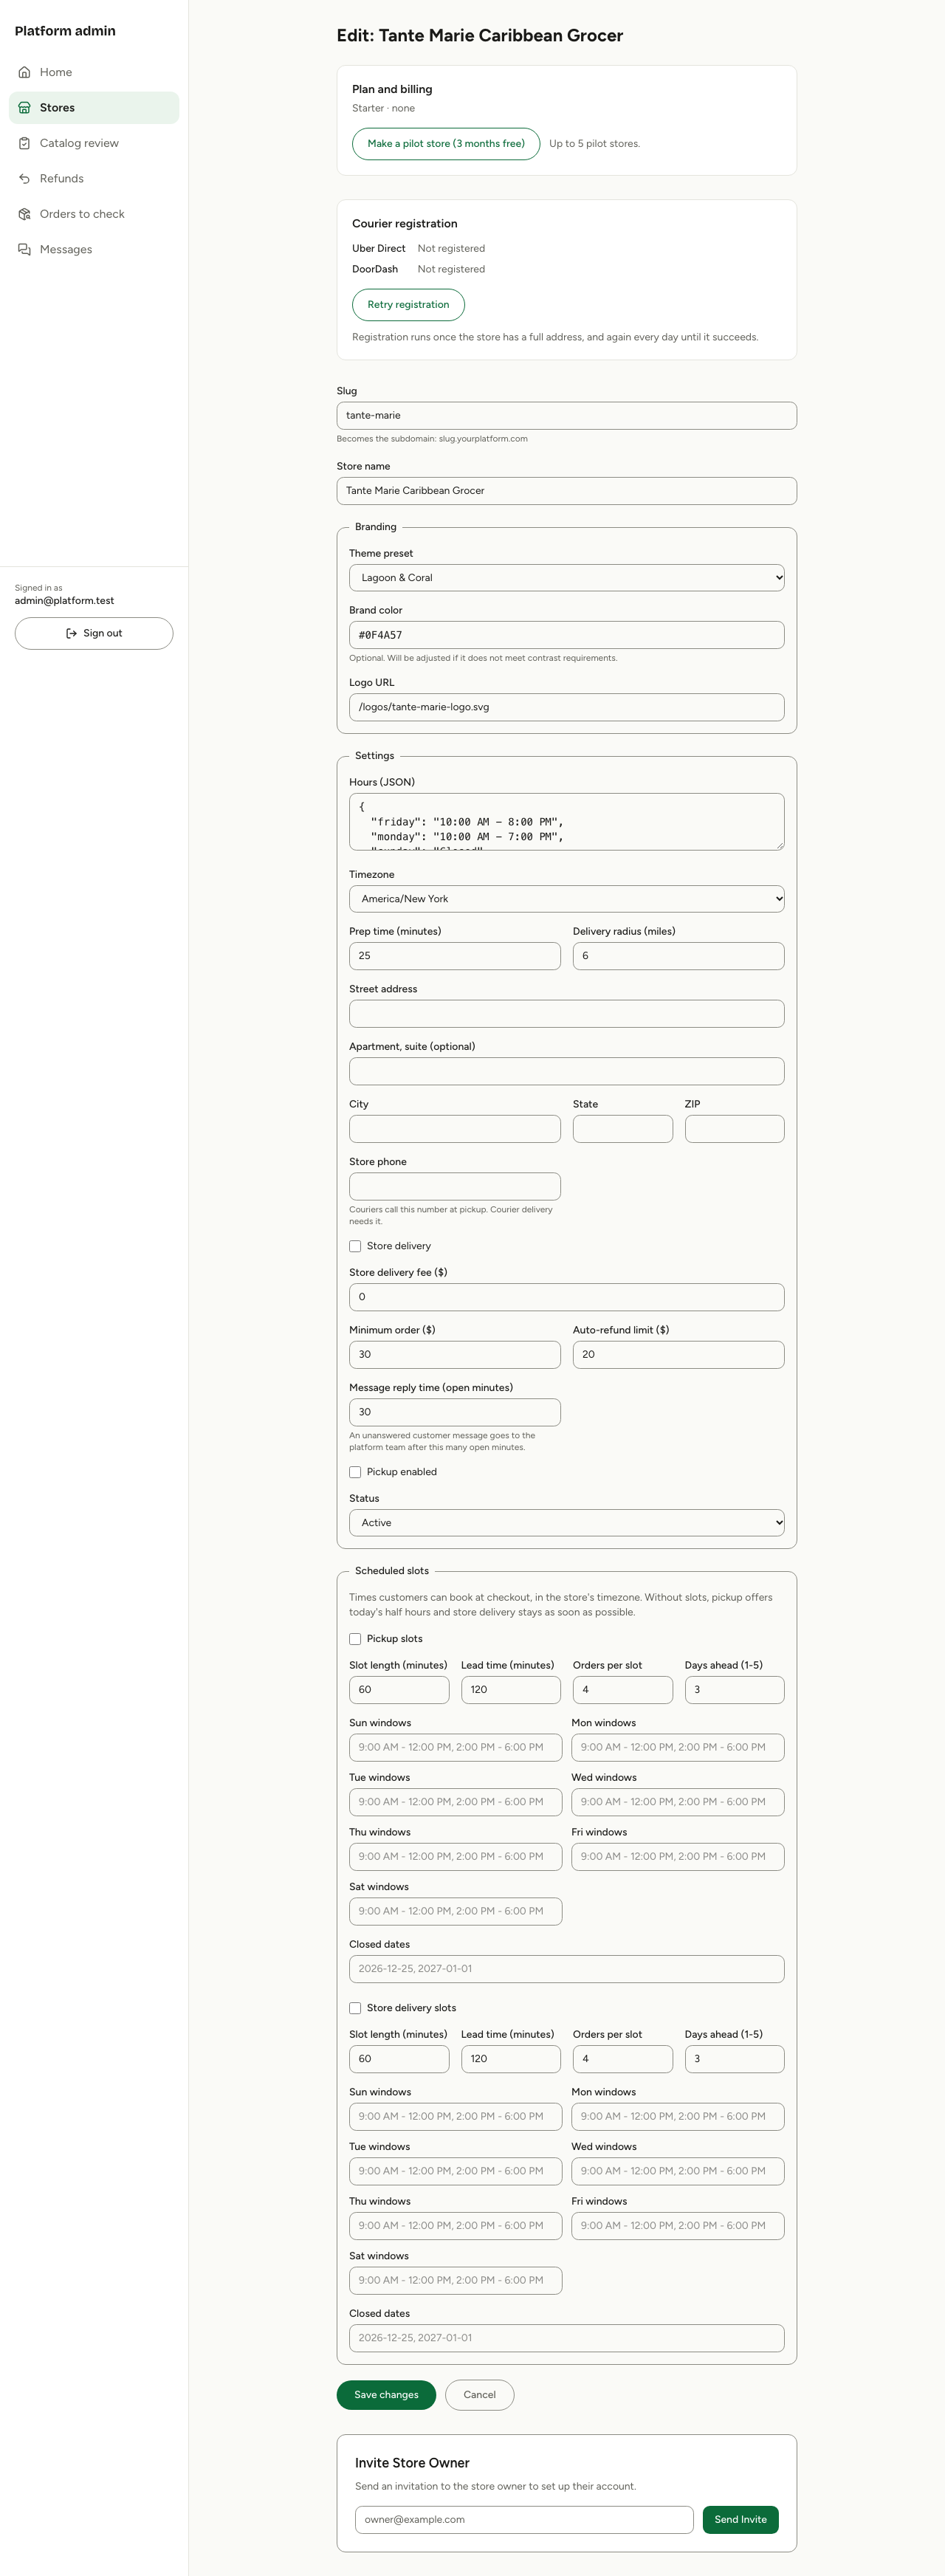 Platform admin
Home
Stores
Catalog review
Refunds
Orders to check
Messages
Signed in as
admin@platform.test
Sign out
Edit: Tante Marie Caribbean Grocer
Plan and billing
Starter · none
Make a pilot store (3 months free)
Up to 5 pilot stores.
Courier registration
Uber Direct Not registered
DoorDash Not registered
Retry registration
Registration runs once the store has a full address, and again every day until it succeeds.
Slug
tante-marie
Becomes the subdomain: slug.yourplatform.com
Store name
Tante Marie Caribbean Grocer
Branding
Theme preset
Lagoon & Coral
Brand color
#0F4A57
Optional. Will be adjusted if it does not meet contrast requirements.
Logo URL
/logos/tante-marie-logo.svg
Settings
Hours (JSON)
{
"friday": "10:00 AM – 8:00 PM",
"monday": "10:00 AM – 7:00 PM",
Timezone
America/New York
Prep time (minutes) Delivery radius (miles)
25 6
Street address
Apartment, suite (optional)
City State ZIP
Store phone
Couriers call this number at pickup. Courier delivery
needs it.
Store delivery
Store delivery fee ($)
0
Minimum order ($) Auto-refund limit ($)
30 20
Message reply time (open minutes)
30
An unanswered customer message goes to the
platform team after this many open minutes.
Pickup enabled
Status
Active
Scheduled slots
Times customers can book at checkout, in the store's timezone. Without slots, pickup offers
today's half hours and store delivery stays as soon as possible.
Pickup slots
Slot length (minutes) Lead time (minutes) Orders per slot Days ahead (1-5)
60 120 4 3
Sun windows Mon windows
9:00 AM - 12:00 PM, 2:00 PM - 6:00 PM 9:00 AM - 12:00 PM, 2:00 PM - 6:00 PM
Tue windows Wed windows
9:00 AM - 12:00 PM, 2:00 PM - 6:00 PM 9:00 AM - 12:00 PM, 2:00 PM - 6:00 PM
Thu windows Fri windows
9:00 AM - 12:00 PM, 2:00 PM - 6:00 PM 9:00 AM - 12:00 PM, 2:00 PM - 6:00 PM
Sat windows
9:00 AM - 12:00 PM, 2:00 PM - 6:00 PM
Closed dates
2026-12-25, 2027-01-01
Store delivery slots
Slot length (minutes) Lead time (minutes) Orders per slot Days ahead (1-5)
60 120 4 3
Sun windows Mon windows
9:00 AM - 12:00 PM, 2:00 PM - 6:00 PM 9:00 AM - 12:00 PM, 2:00 PM - 6:00 PM
Tue windows Wed windows
9:00 AM - 12:00 PM, 2:00 PM - 6:00 PM 9:00 AM - 12:00 PM, 2:00 PM - 6:00 PM
Thu windows Fri windows
9:00 AM - 12:00 PM, 2:00 PM - 6:00 PM 9:00 AM - 12:00 PM, 2:00 PM - 6:00 PM
Sat windows
9:00 AM - 12:00 PM, 2:00 PM - 6:00 PM
Closed dates
2026-12-25, 2027-01-01
Save changes
Cancel
Invite Store Owner
Send an invitation to the store owner to set up their account.
owner@example.com
Send Invite